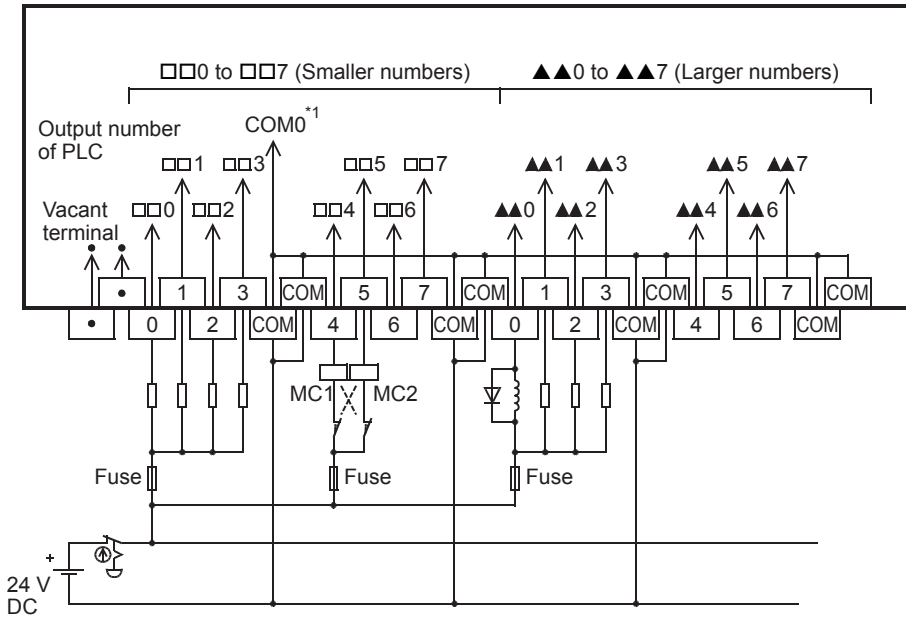 □□0 to □□7 (Smaller numbers) ▲▲0 to ▲▲7 (Larger numbers)
Output number
of PLC
COM0*1
□□1 □□3 □□5 □□7 ▲▲1 ▲▲3 ▲▲5 ▲▲7
Vacant
terminal
□□0 □□2 □□4 □□6 ▲▲0 ▲▲2 ▲▲4 ▲▲6
• 1 3 COM 5 7 COM 1 3 COM 5 7 COM
• 0 2 COM 4 6 COM 0 2 COM 4 6 COM
MC1 MC2
Fuse Fuse Fuse
+
24 V
DC